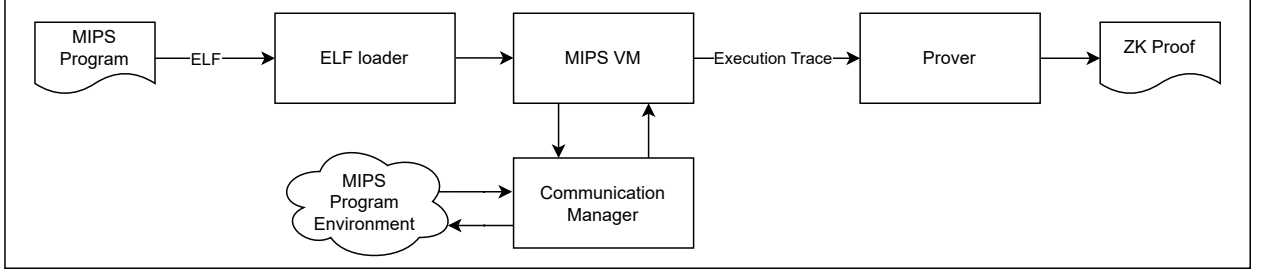 MIPS
Program
ELF
ELF loader
MIPS VM
Execution Trace
Prover
ZK Proof
MIPS
Program
Environment
Communication
Manager